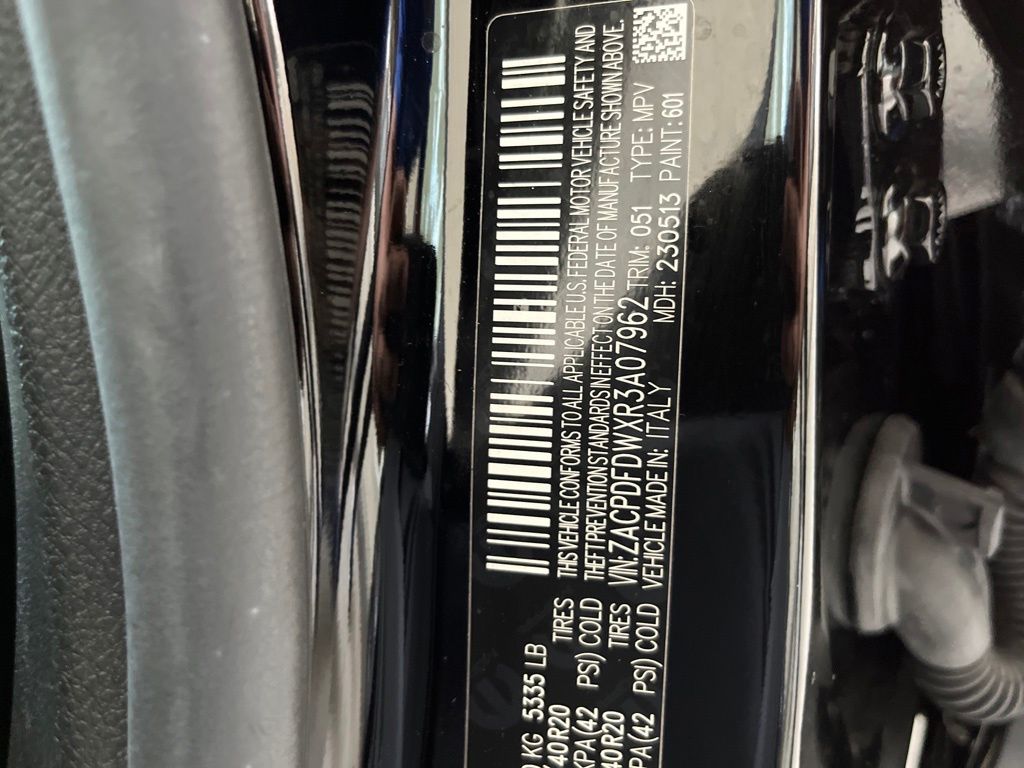 0 KG 5335 LB
40R20 TIRES
KPA(42 PSI) COLD
40R20 TIRES
PA(42 PSI) COLD
THIS VEHICLE CONFORMS TO ALL APPLICABLE U.S. FEDERAL MOTOR VEHICLE SAFETY AND
THEFT PREVENTION STANDARDS IN EFFECT ON THE DATE OF MANUFACTURE SHOWN ABOVE.
VIN:ZACPDFDWXR3A07962 TRIM: 051 TYPE: MPV
VEHICLE MADE IN: ITALY MDH: 230513 PAINT: 601